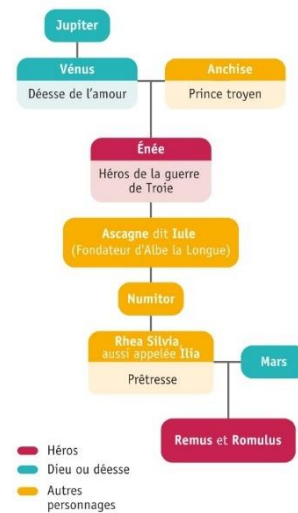 Jupiter
Vénus
Déesse de l'amour
Anchise
Prince troyen
Énée
Héros de la guerre
de Troie
Ascagne dit Iule
(Fondateur d'Albe la Longue)
Numitor
Rhea Silvia,
aussi appelée Ilia
Prêtresse
Mars
Remus et Romulus
Héros
Dieu ou déesse
Autres
personnages